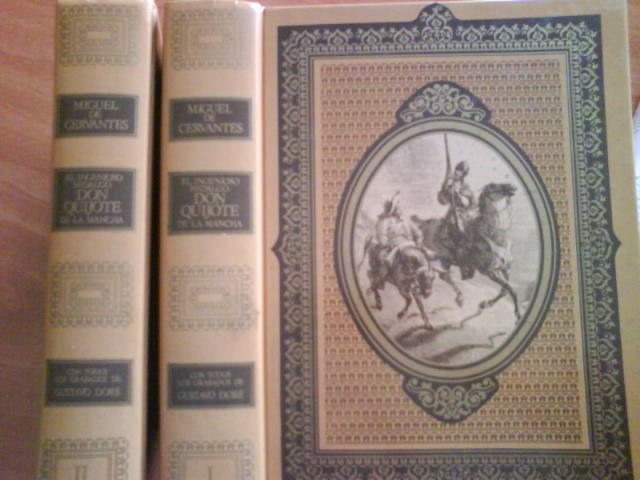 MIGUEL
DE
CERVANTES
EL INGENIOSO
HIDALGO
DON
QUIJOTE
DE LA MANCHA
CON TODOS
LOS GRABADOS DE
GUSTAVO DORÉ
II
MIGUEL
DE
CERVANTES
EL INGENIOSO
HIDALGO
DON
QUIJOTE
DE LA MANCHA
CON TODOS
LOS GRABADOS DE
GUSTAVO DORÉ
I